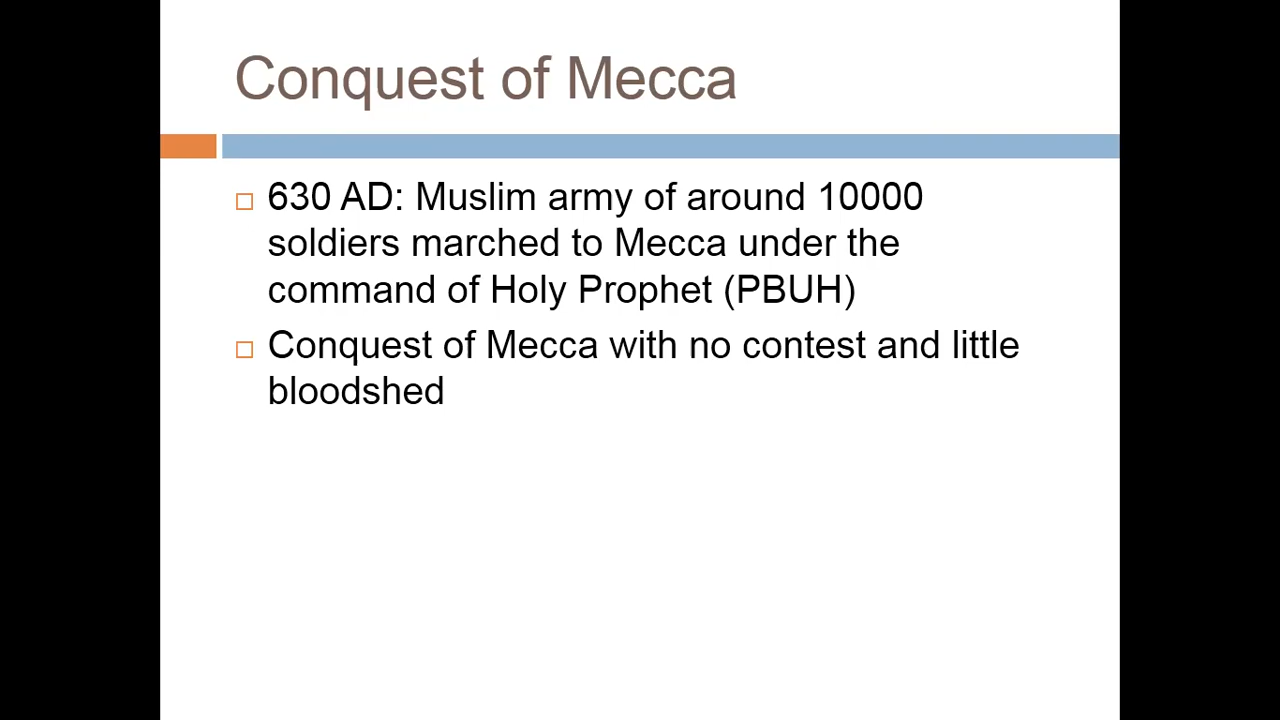 Conquest of Mecca
630 AD: Muslim army of around 10000
soldiers marched to Mecca under the
command of Holy Prophet (PBUH)
Conquest of Mecca with no contest and little
bloodshed